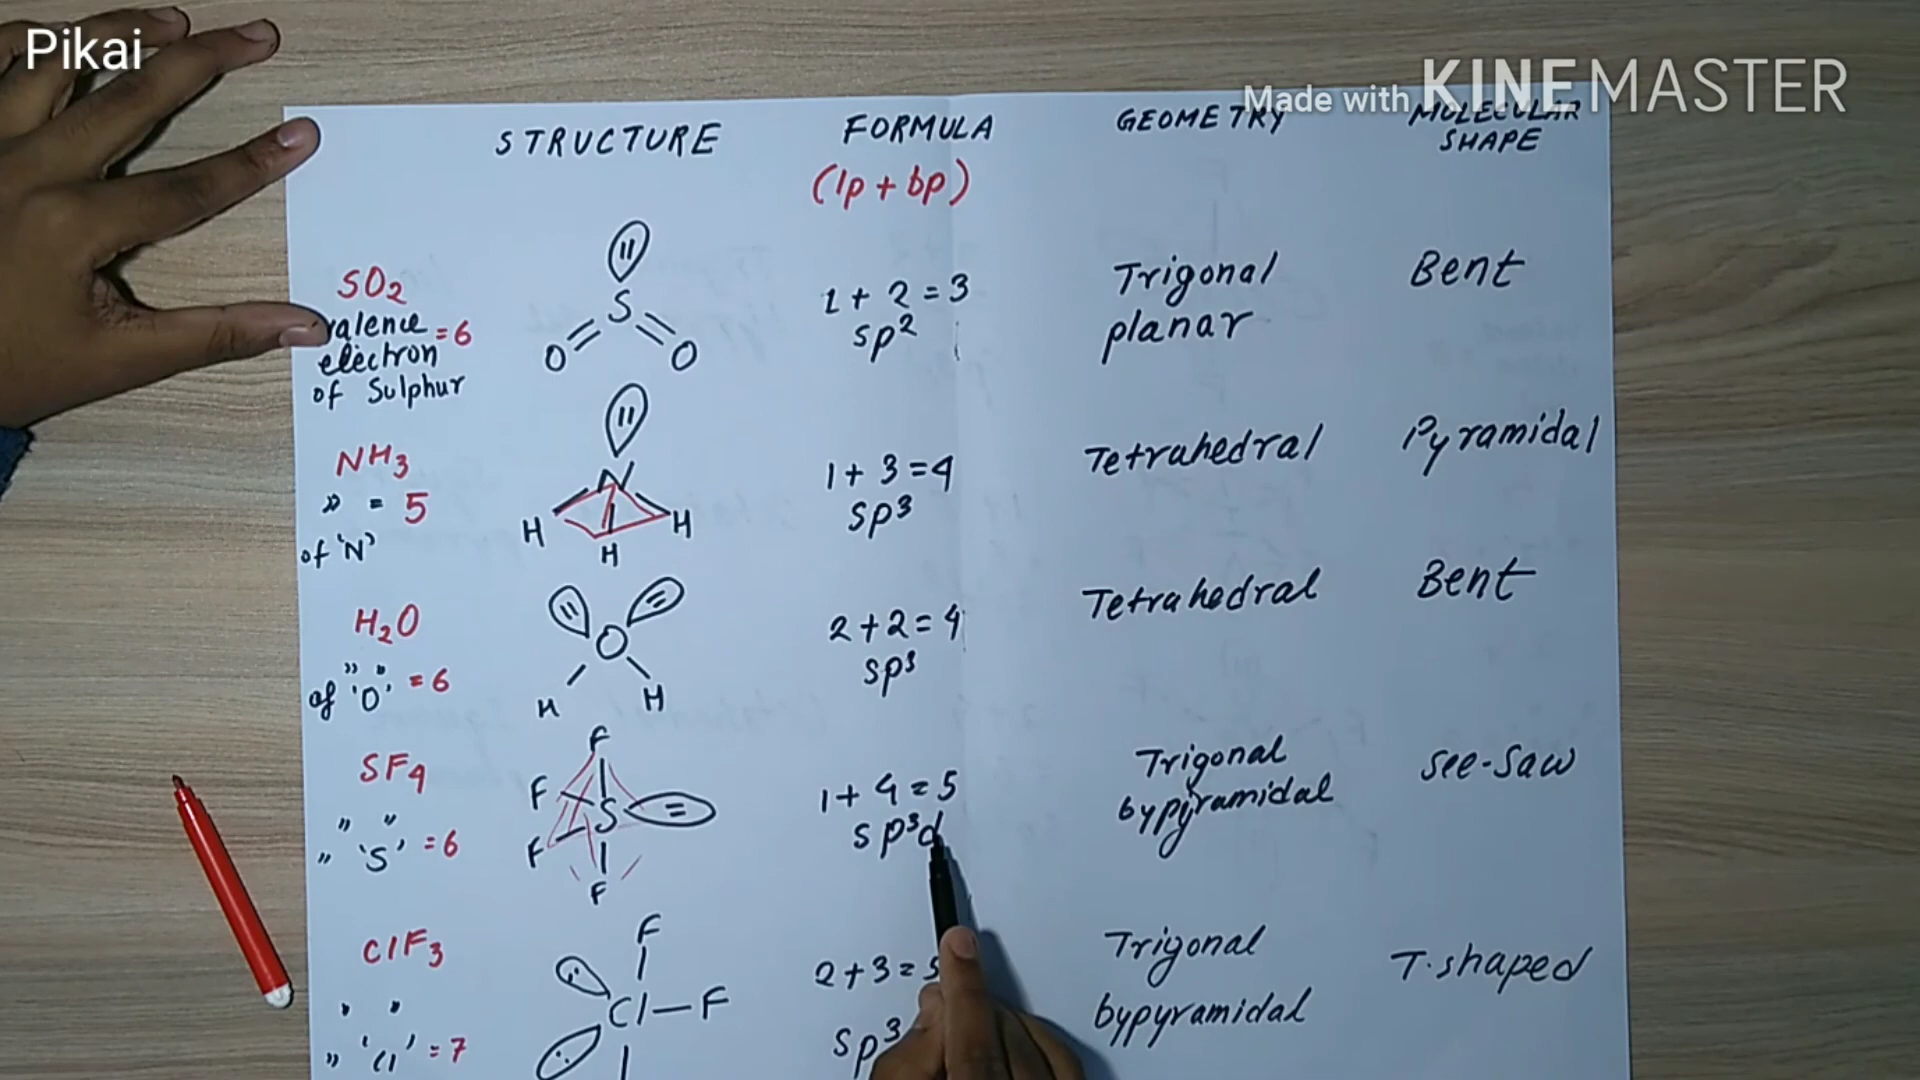 Pikai
Made with KINEMASTER
STRUCTURE
FORMULA
(lp + bp)
GEOMETRY
MOLECULAR
SHAPE
SO2
valence
electron = 6
of Sulphur
S
O
O
1 + 2 = 3
sp2
Trigonal
planar
Bent
NH3
" = 5
of 'N'
N
H
H
H
1 + 3 = 4
sp3
Tetrahedral
Pyramidal
H2O
" "
of 'O' = 6
O
H
H
2 + 2 = 4
sp3
Tetrahedral
Bent
SF4
" "
" 'S' = 6
F
F
S
F
F
1 + 4 = 5
sp3d
Trigonal
bypyramidal
see-saw
ClF3
" "
" 'Cl' = 7
F
Cl—F
2 + 3 = 5
sp3
Trigonal
bypyramidal
T-shaped